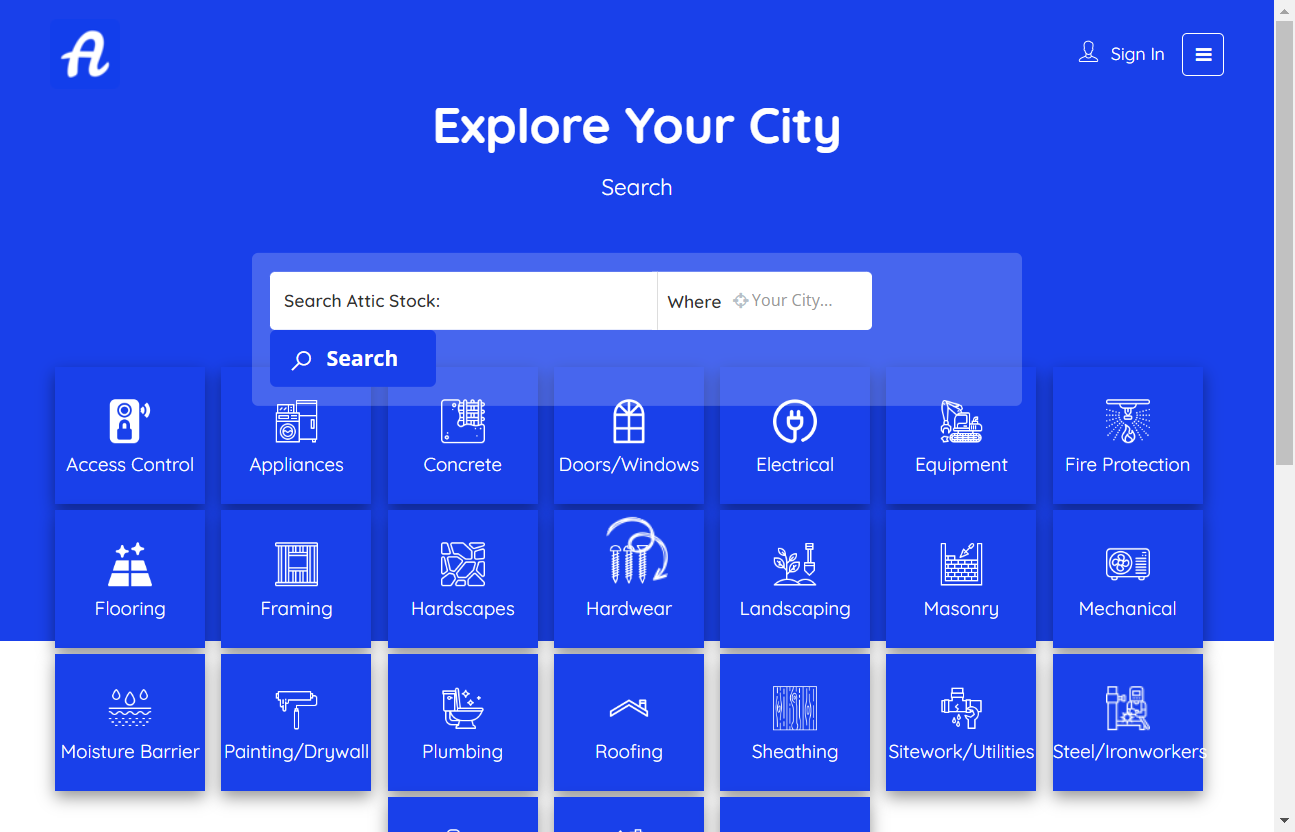 A
Sign In
Explore Your City
Search
Search Attic Stock:
Where Your City...
Search
Access Control
Appliances
Concrete
Doors/Windows
Electrical
Equipment
Fire Protection
Flooring
Framing
Hardscapes
Hardwear
Landscaping
Masonry
Mechanical
Moisture Barrier
Painting/Drywall
Plumbing
Roofing
Sheathing
Sitework/Utilities
Steel/Ironworkers